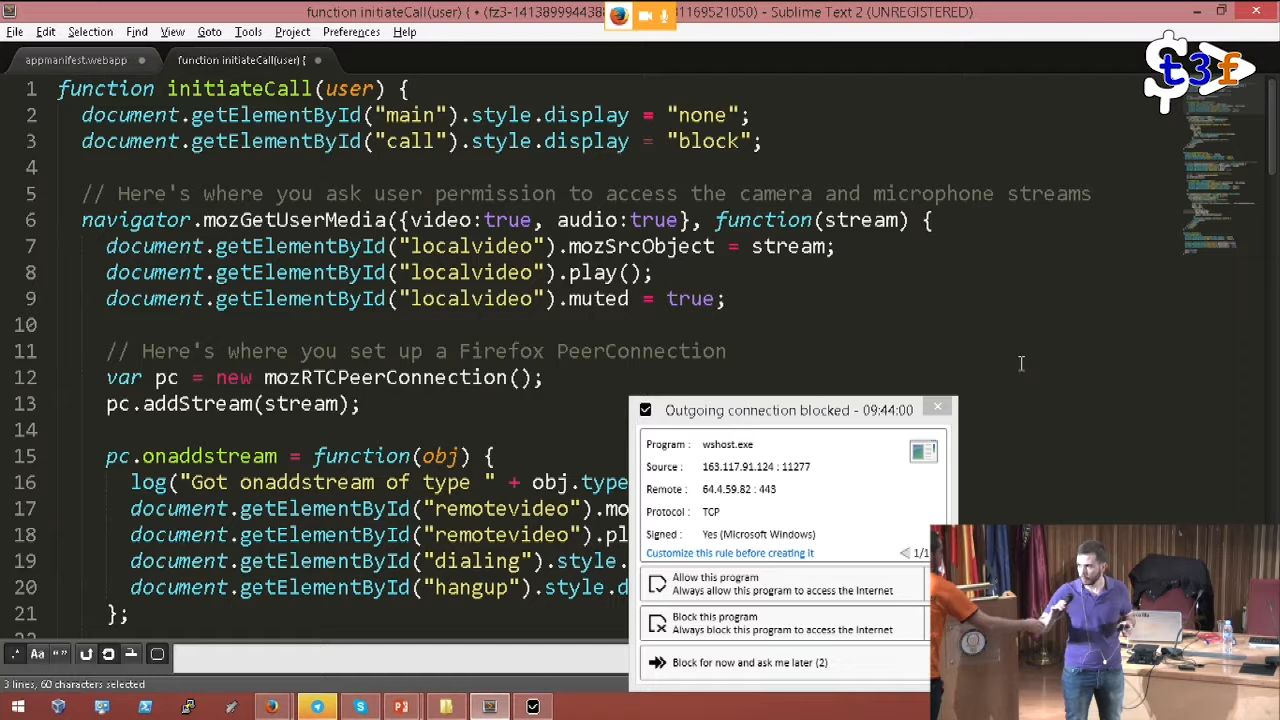 function initiateCall(user) { • (fz3-1413899944388 31169521050) - Sublime Text 2 (UNREGISTERED)
File Edit Selection Find View Goto Tools Project Preferences Help
appmanifest.webapp
function initiateCall(user) {
$ t3f
1 function initiateCall(user) {
2 document.getElementById("main").style.display = "none";
3 document.getElementById("call").style.display = "block";
4
5 // Here's where you ask user permission to access the camera and microphone streams
6 navigator.mozGetUserMedia({video:true, audio:true}, function(stream) {
7 document.getElementById("localvideo").mozSrcObject = stream;
8 document.getElementById("localvideo").play();
9 document.getElementById("localvideo").muted = true;
10
11 // Here's where you set up a Firefox PeerConnection
12 var pc = new mozRTCPeerConnection();
13 pc.addStream(stream);
14
15 pc.onaddstream = function(obj) {
16 log("Got onaddstream of type " + obj.type
17 document.getElementById("remotevideo").mo
18 document.getElementById("remotevideo").pl
19 document.getElementById("dialing").style.
20 document.getElementById("hangup").style.d
21 };
Outgoing connection blocked - 09:44:00
Program : wshost.exe
Source : 163.117.91.124 : 11277
Remote : 64.4.59.82 : 443
Protocol : TCP
Signed : Yes (Microsoft Windows)
Customize this rule before creating it
1/1
Allow this program
Always allow this program to access the Internet
Block this program
Always block this program to access the Internet
Block for now and ask me later (2)
.* Aa “ ”
3 lines, 60 characters selected